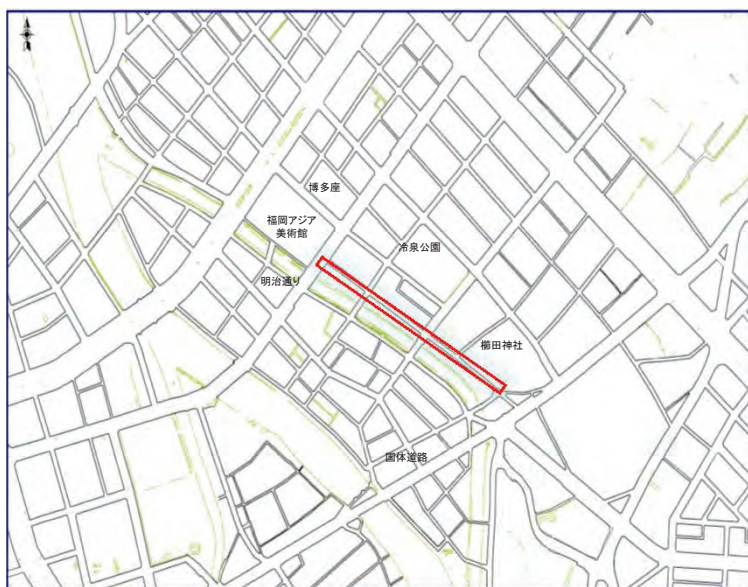 博多座
福岡アジア
美術館
冷泉公園
明治通り
櫛田神社
国体道路